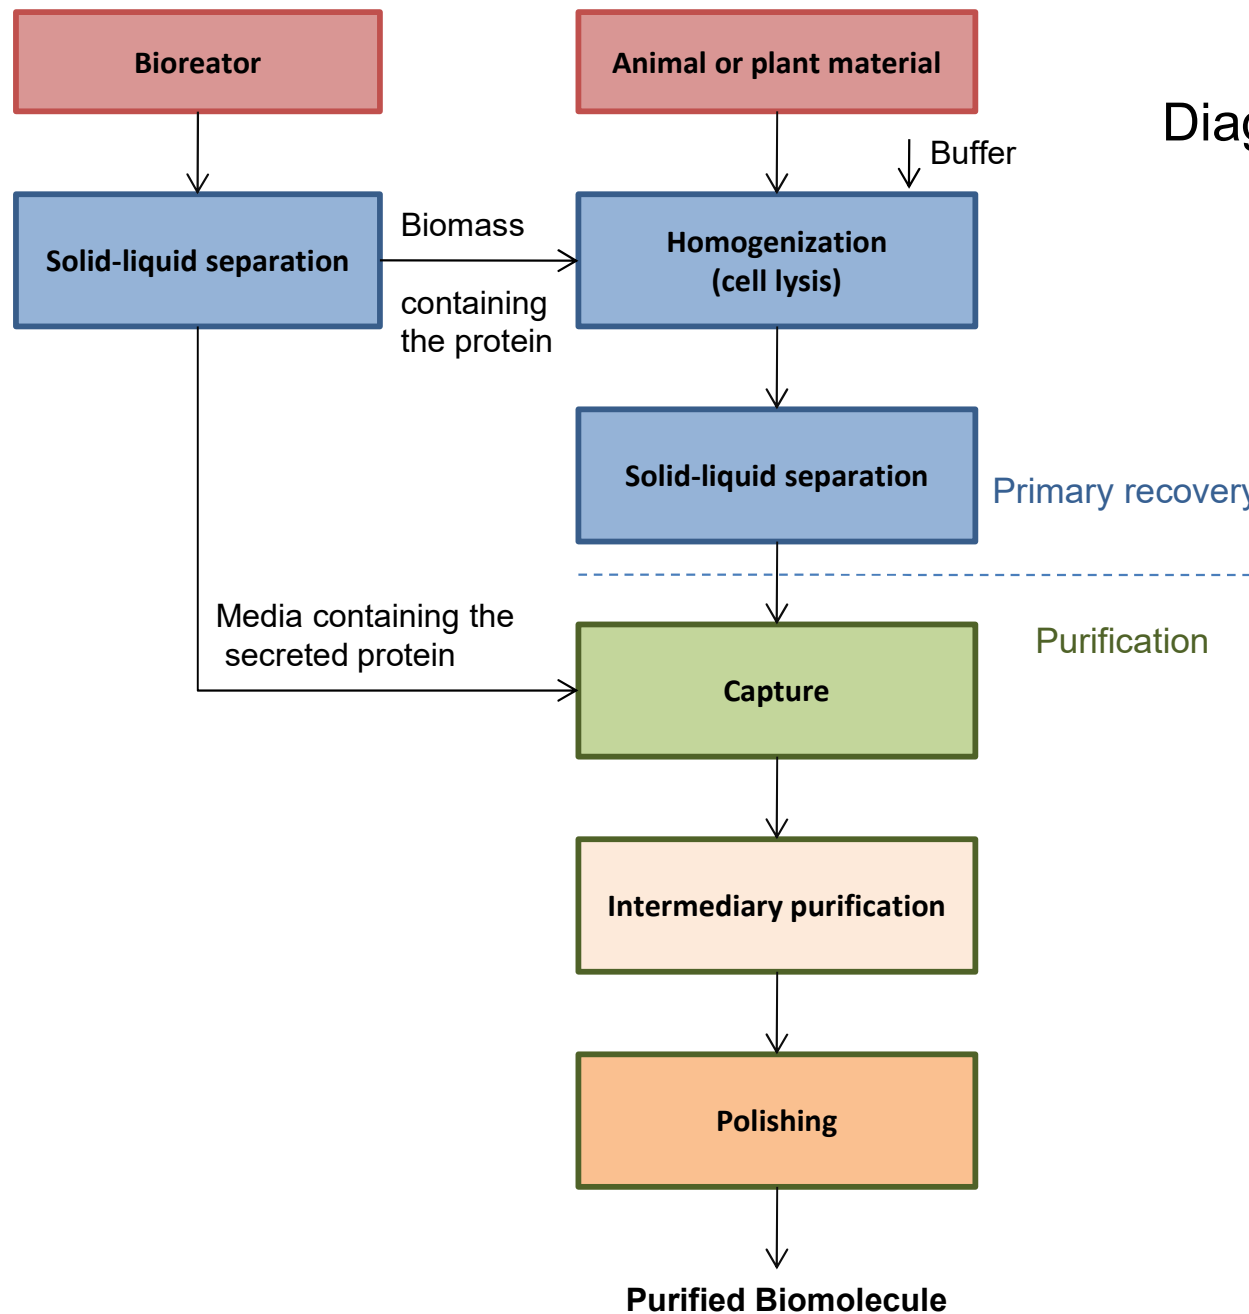 Bioreator
Animal or plant material
Diag
Buffer
Solid-liquid separation
Biomass
containing
the protein
Homogenization
(cell lysis)
Solid-liquid separation
Primary recovery
Media containing the
secreted protein
Purification
Capture
Intermediary purification
Polishing
Purified Biomolecule